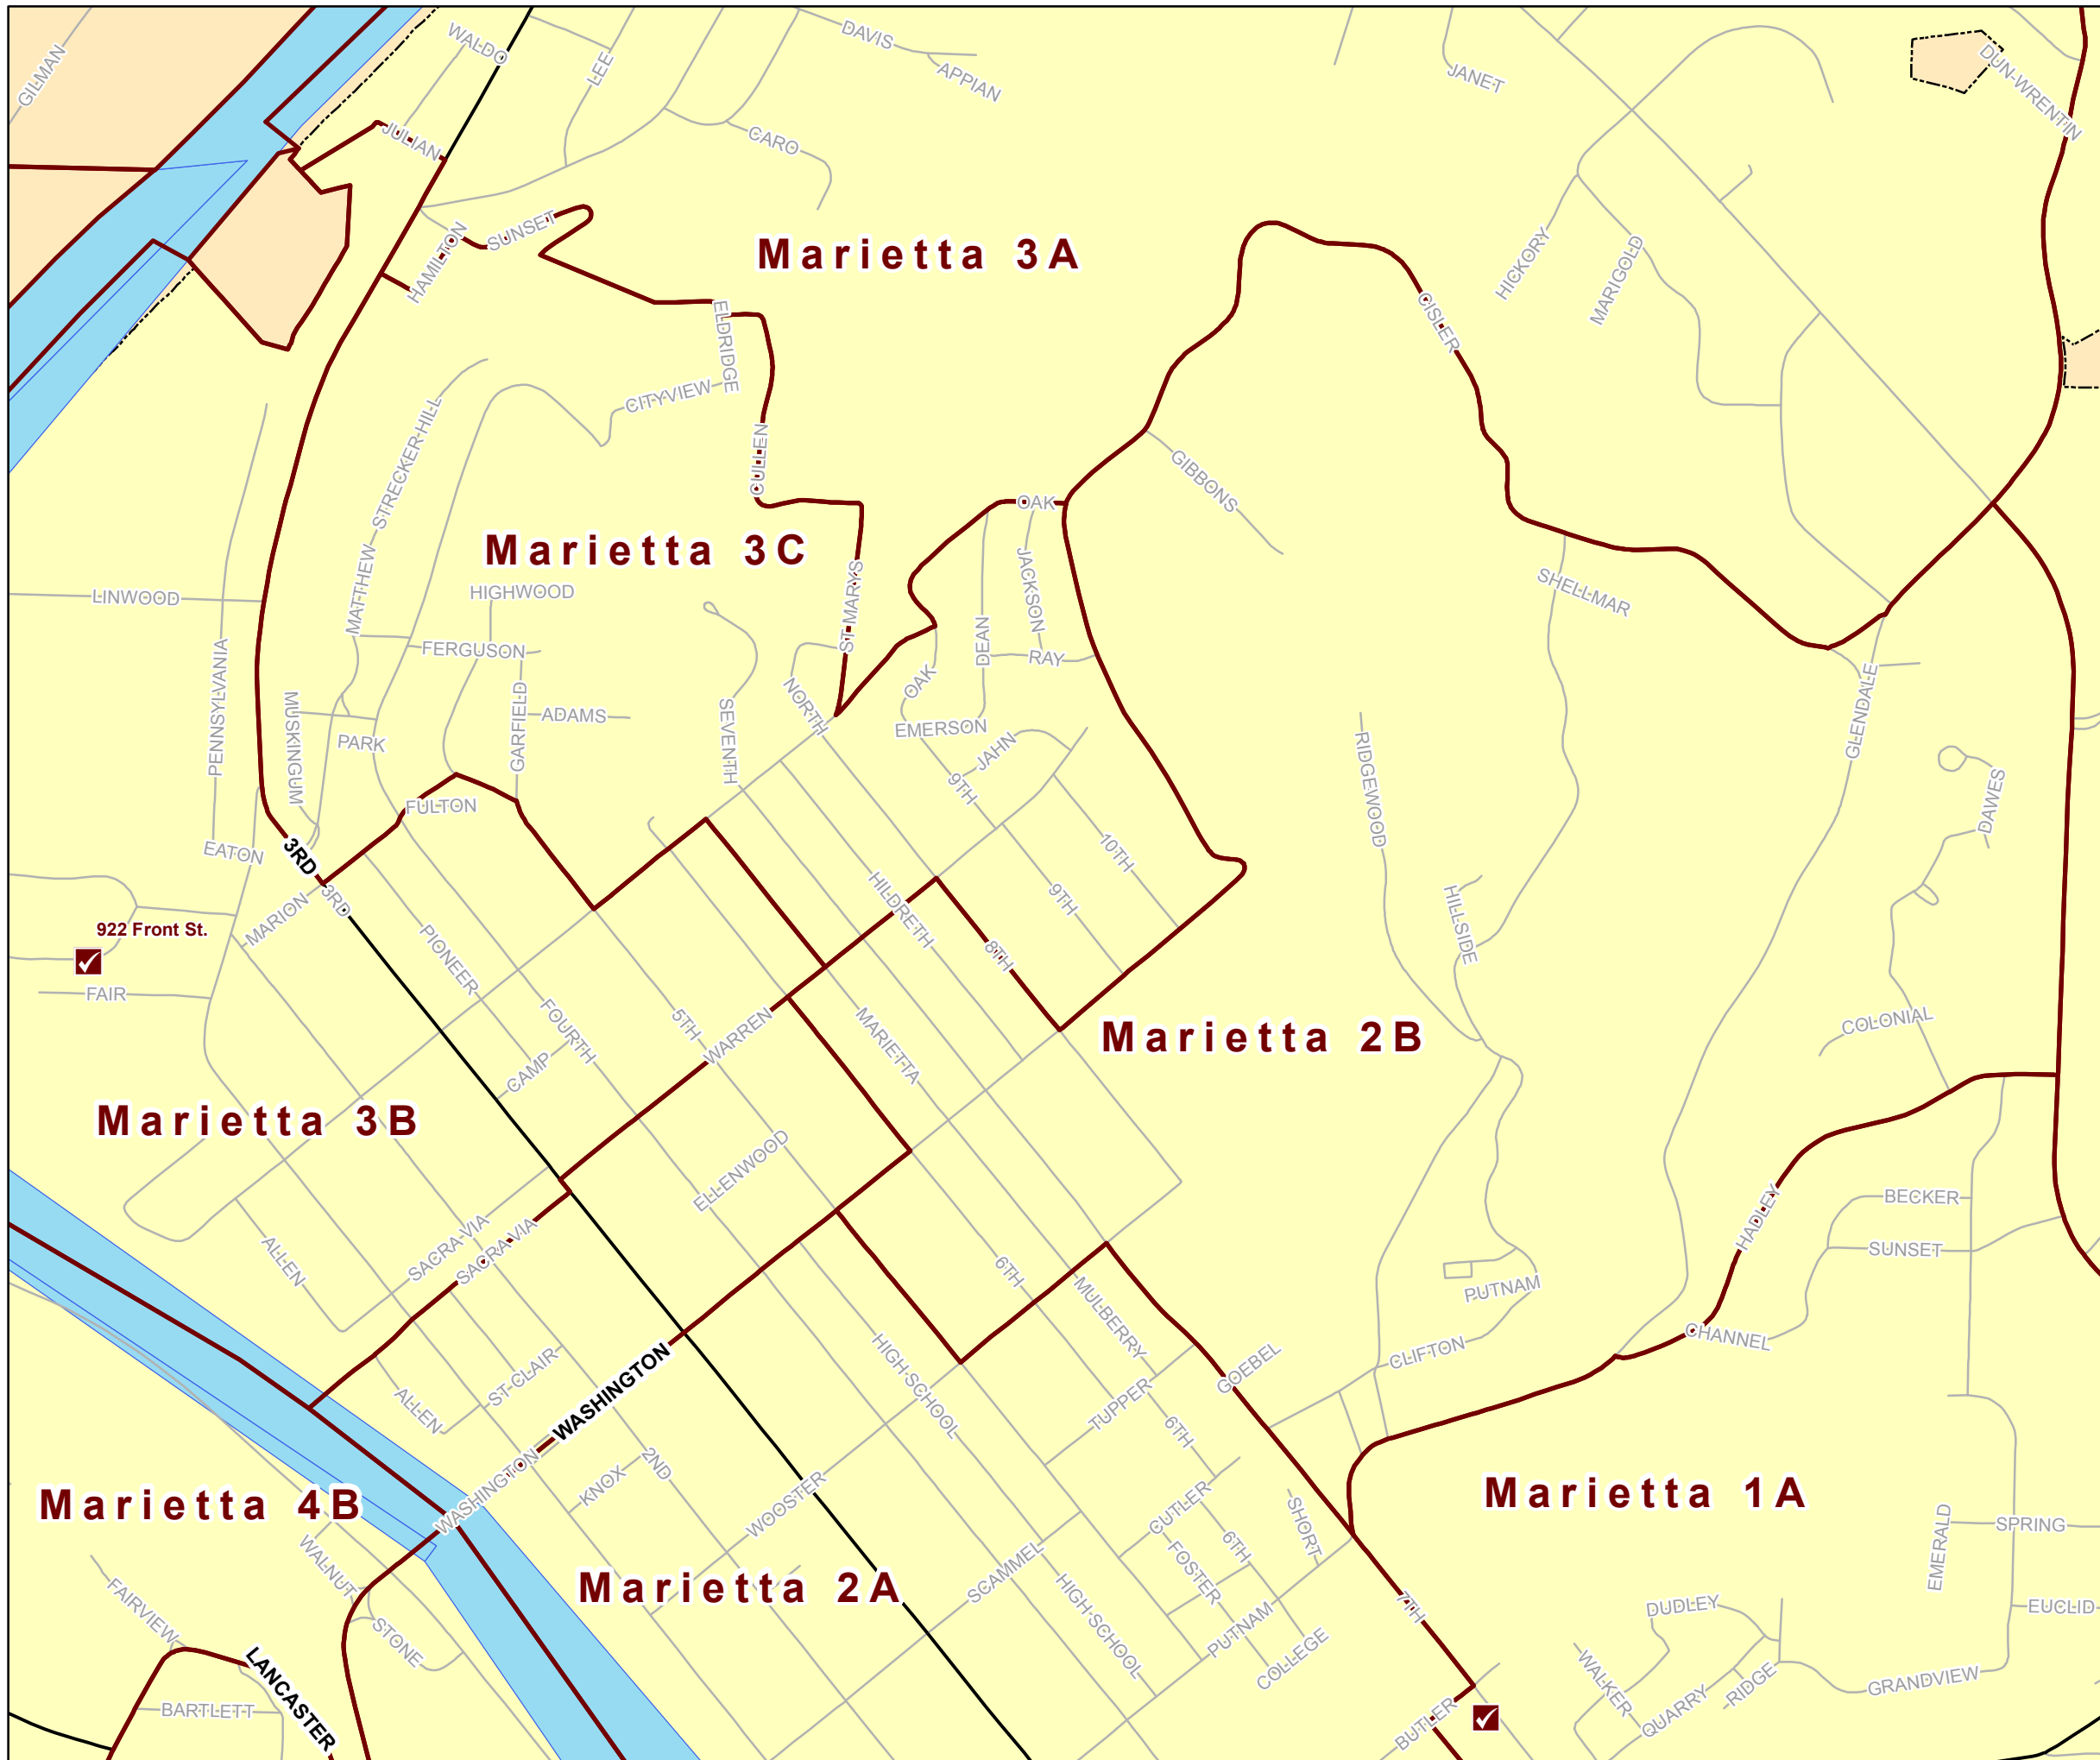 GILMAN
WALDO
LEE
DAVIS
APPIAN
JANET
DUN-WRENTIN
JULIAN
CARO
HAMILTON
SUNSET
Marietta 3A
HICKORY
MARIGOLD
ELDRIDGE
CISLER
CITYVIEW
STRECKER-HILL
CULLEN
GIBBONS
OAK
Marietta 3C
MATTHEW
HIGHWOOD
ST-MARYS
JACKSON
SHELLMAR
LINWOOD
DEAN
FERGUSON
RAY
PENNSYLVANIA
OAK
NORTH
GLENDALE
MUSKINGUM
GARFIELD
ADAMS
SEVENTH
EMERSON
PARK
JAHN
RIDGEWOOD
9TH
DAWES
FULTON
EATON
3RD
10TH
3RD
MARION
HILDRETH
9TH
HILLSIDE
922 Front St.
PIONEER
8TH
FAIR
FOURTH
5TH
WARREN
MARIETTA
COLONIAL
Marietta 2B
CAMP
Marietta 3B
ELLENWOOD
BECKER
HADLEY
SACRA-VIA
SACRA-VIA
ALLEN
SUNSET
6TH
PUTNAM
MULBERRY
CHANNEL
HIGH-SCHOOL
GOEBEL
CLIFTON
ST-CLAIR
ALLEN
WASHINGTON
TUPPER
6TH
WASHINGTON
2ND
KNOX
WOOSTER
Marietta 4B
Marietta 1A
CUTLER
SHORT
SPRING
EMERALD
WALNUT
6TH
SCAMMEL
FOSTER
Marietta 2A
FAIRVIEW
HIGH-SCHOOL
7TH
DUDLEY
EUCLID
STONE
PUTNAM
COLLEGE
LANCASTER
WALKER
RIDGE
GRANDVIEW
QUARRY
BARTLETT
BUTLER